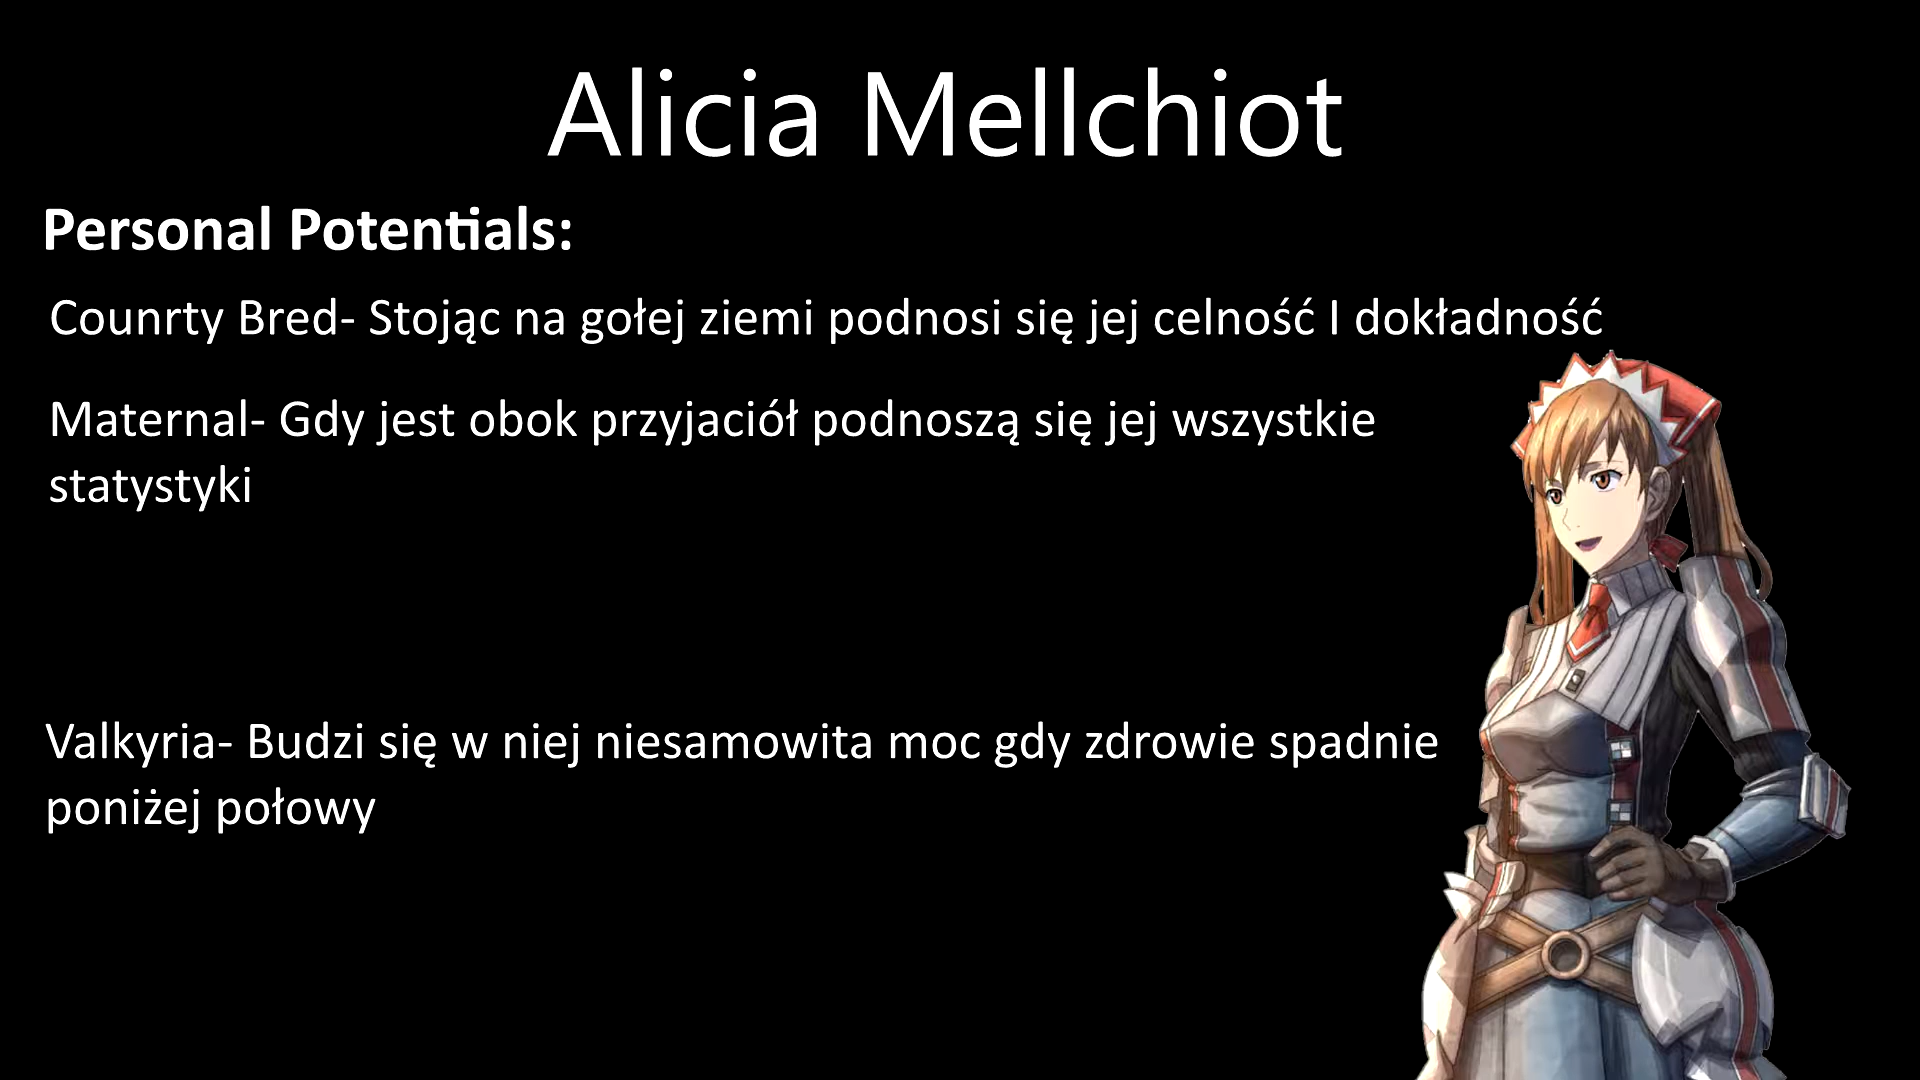 Alicia Mellchiot
Personal Potentials:
Counrty Bred- Stojąc na gołej ziemi podnosi się jej celność I dokładność
Maternal- Gdy jest obok przyjaciół podnoszą się jej wszystkie
statystyki
Valkyria- Budzi się w niej niesamowita moc gdy zdrowie spadnie
poniżej połowy